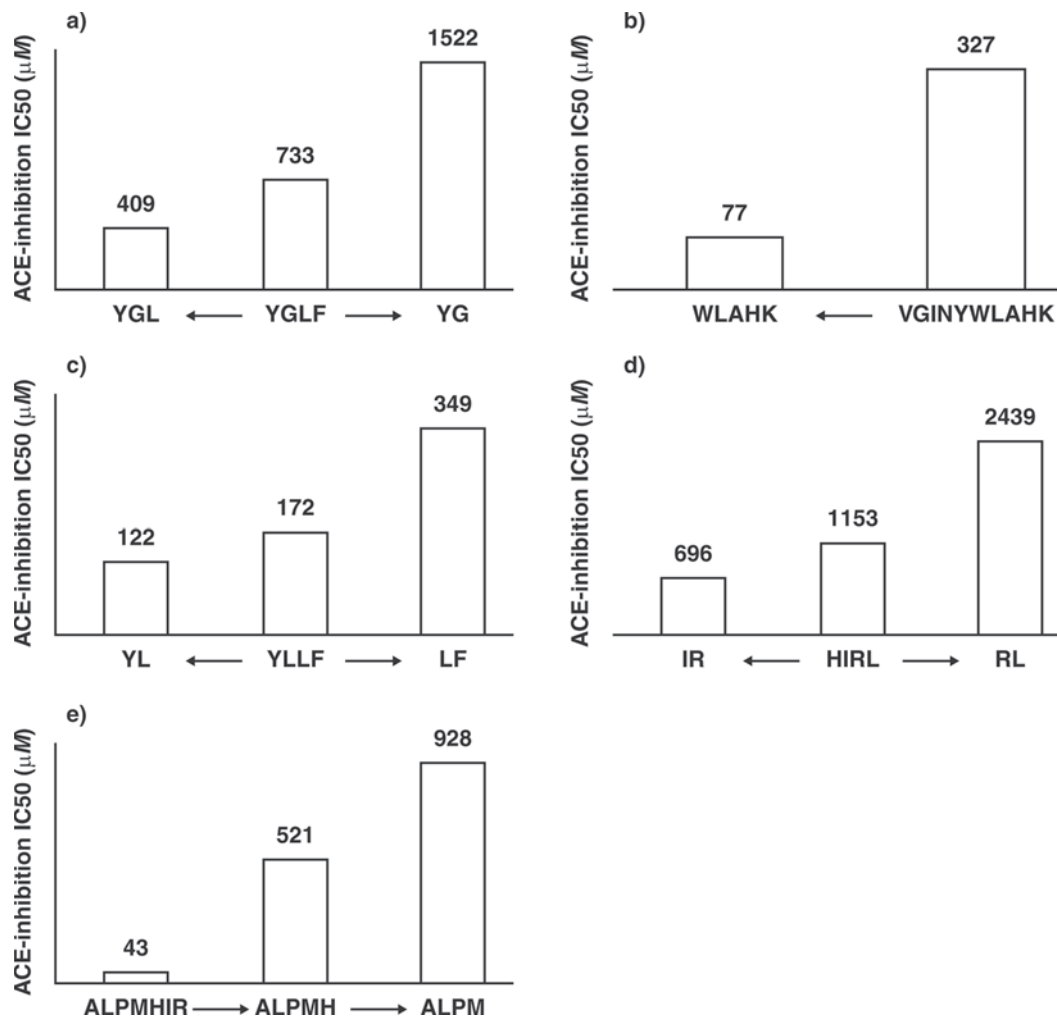 a)
ACE-inhibition IC50 (μM)
409
733
1522
YGL ← YGLF → YG
b)
ACE-inhibition IC50 (μM)
77
327
WLAHK ← VGINYWLAHK
c)
ACE-inhibition IC50 (μM)
122
172
349
YL ← YLLF → LF
d)
ACE-inhibition IC50 (μM)
696
1153
2439
IR ← HIRL → RL
e)
ACE-inhibition IC50 (μM)
43
521
928
ALPMHIR → ALPMH → ALPM